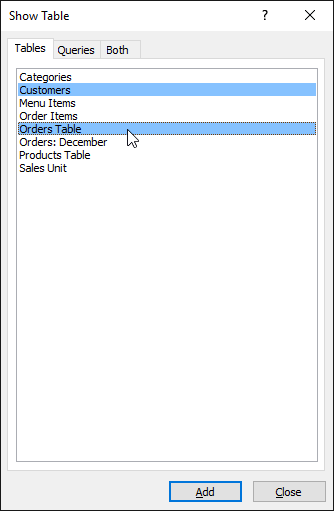 Show Table
?
Tables Queries Both
Categories
Customers
Menu Items
Order Items
Orders Table
Orders: December
Products Table
Sales Unit
Add Close